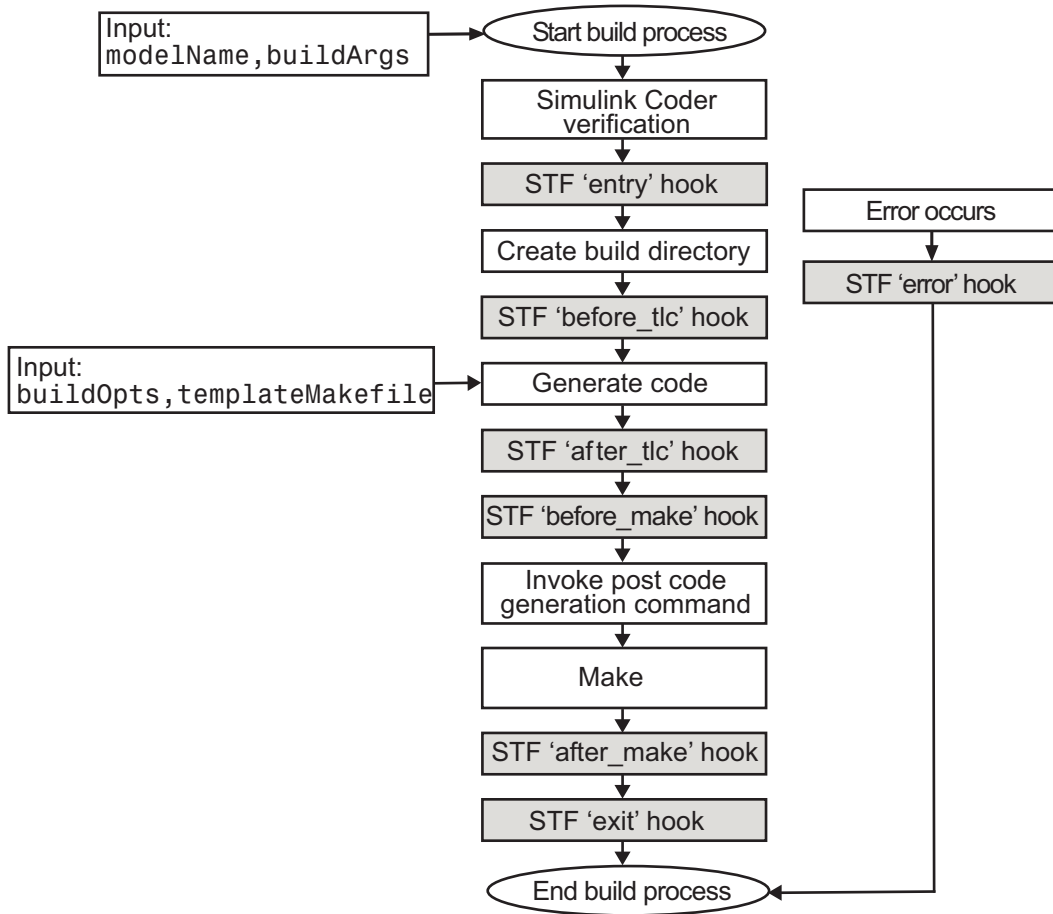 Input:
modelName,buildArgs
Start build process
Simulink Coder
verification
STF ‘entry’ hook
Create build directory
STF ‘before_tlc’ hook
Input:
buildOpts,templateMakefile
Generate code
STF ‘after_tlc’ hook
STF ‘before_make’ hook
Invoke post code
generation command
Make
STF ‘after_make’ hook
STF ‘exit’ hook
End build process
Error occurs
STF ‘error’ hook